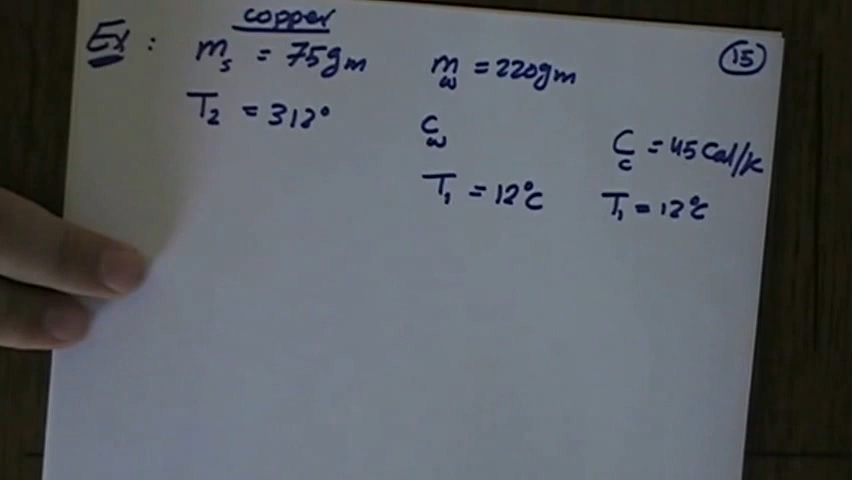 copper
Ex : m_s = 75gm m_w = 220gm (15)
T_2 = 312°
c_w C_c = 45 Cal/K
T_1 = 12°C T_1 = 12°C